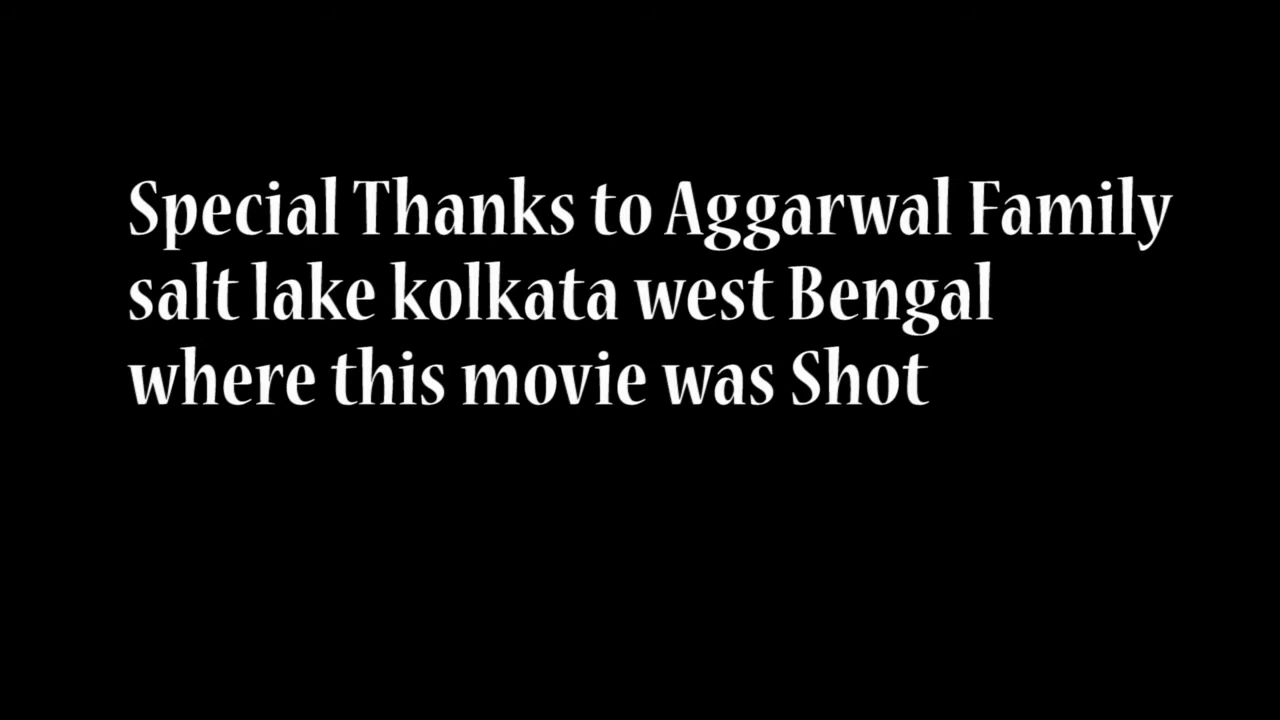 Special Thanks to Aggarwal Family
salt lake kolkata west Bengal
where this movie was Shot